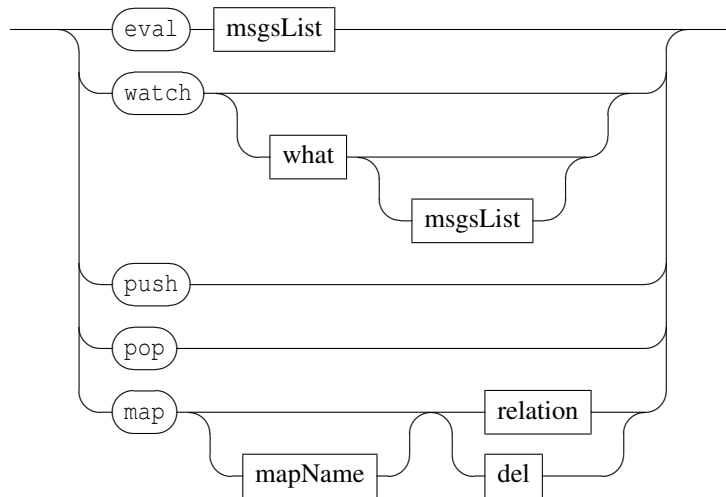 eval msgsList
watch
what
msgsList
push
pop
map relation
mapName del